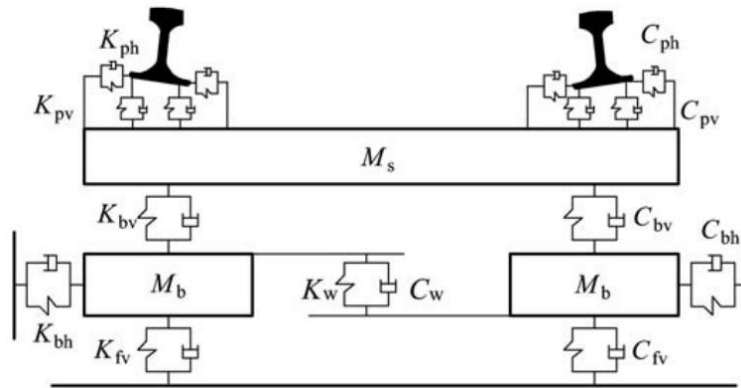 K_ph C_ph
K_pv C_pv
M_s
K_bv C_bv C_bh
M_b K_w C_w M_b
K_bh K_fv C_fv